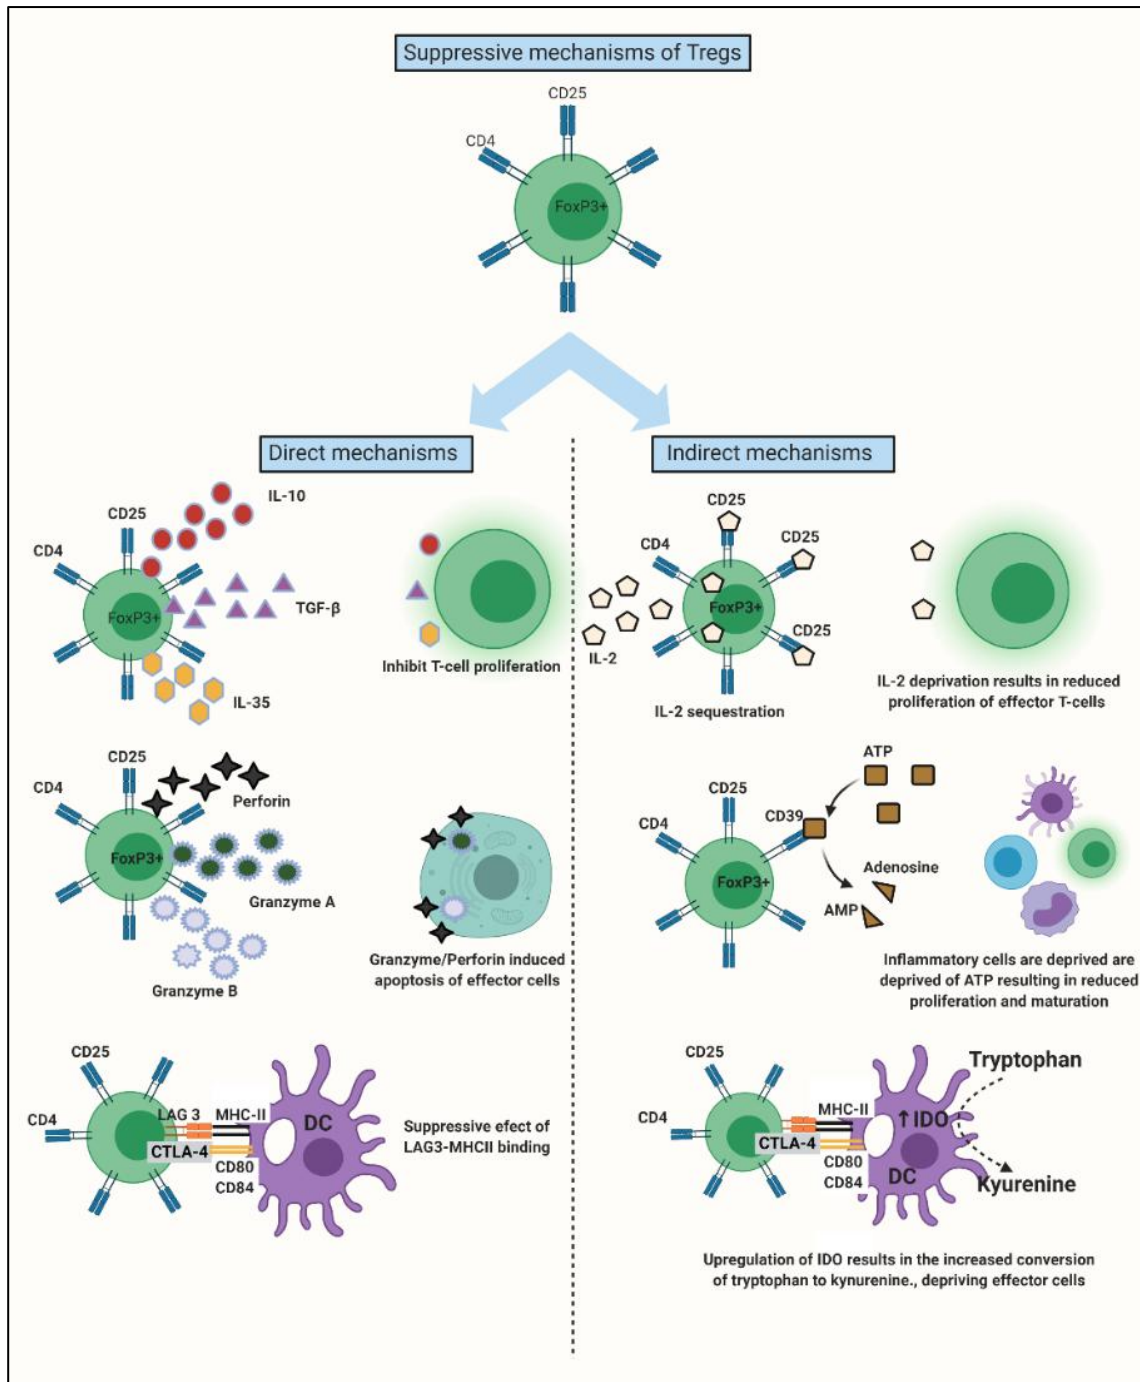 Suppressive mechanisms of Tregs
CD25
CD4
FoxP3+
Direct mechanisms
IL-10
CD25
CD4
FoxP3+
TGF-β
IL-35
Inhibit T-cell proliferation
CD25
CD4
Perforin
FoxP3+
Granzyme A
Granzyme B
Granzyme/Perforin induced
apoptosis of effector cells
CD25
CD4
LAG 3
MHC-II
DC
CTLA-4
CD80
CD84
Suppressive efect of
LAG3-MHCII binding
Indirect mechanisms
CD25
CD4
CD25
FoxP3+
CD25
IL-2
IL-2 sequestration
IL-2 deprivation results in reduced
proliferation of effector T-cells
ATP
CD25
CD39
CD4
FoxP3+
Adenosine
AMP
Inflammatory cells are deprived are
deprived of ATP resulting in reduced
proliferation and maturation
CD25
CD4
Tryptophan
MHC-II
↑IDO
CTLA-4
CD80
CD84
DC
Kyurenine
Upregulation of IDO results in the increased conversion
of tryptophan to kynurenine., depriving effector cells